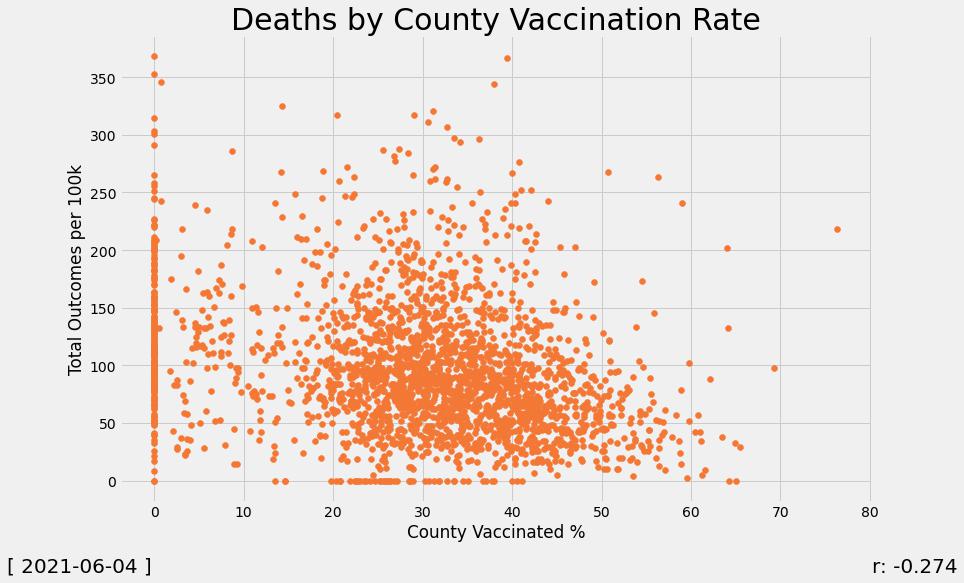 Deaths by County Vaccination Rate
Total Outcomes per 100k
350
300
250
200
150
100
50
0
0 10 20 30 40 50 60 70 80
County Vaccinated %
[ 2021-06-04 ] r: -0.274